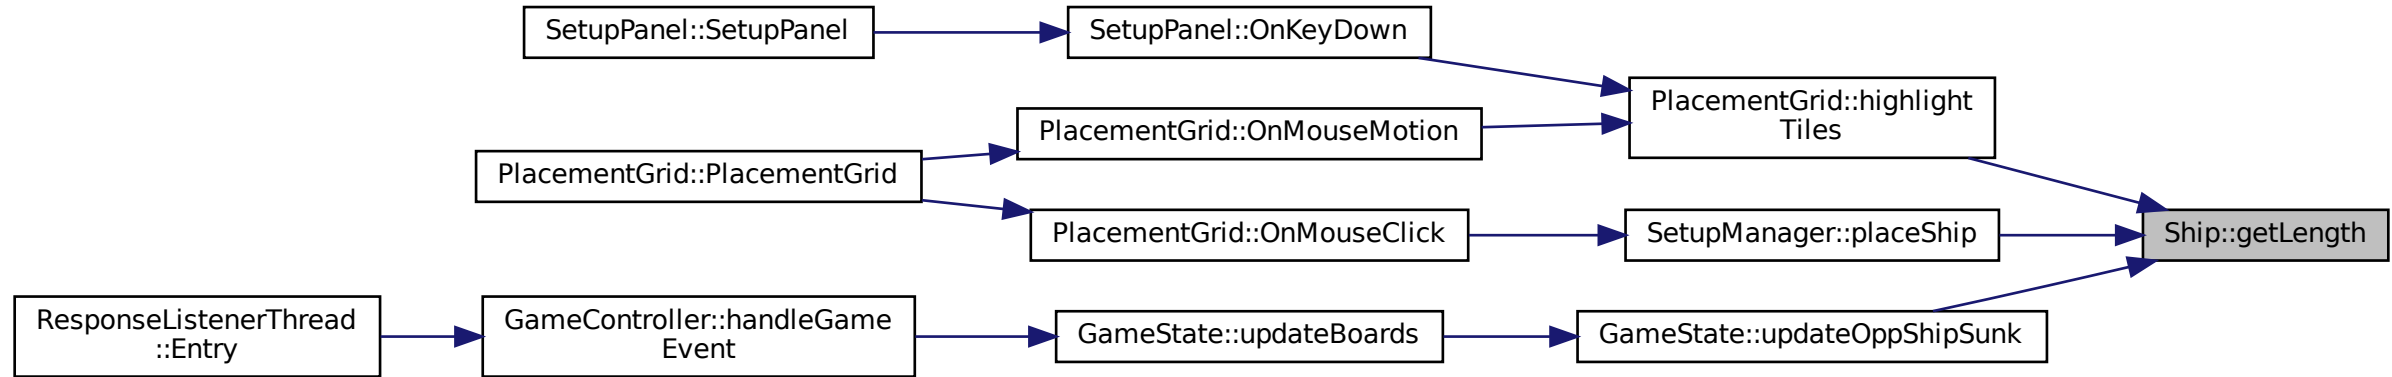 SetupPanel::SetupPanel
SetupPanel::OnKeyDown
PlacementGrid::highlight
Tiles
PlacementGrid::OnMouseMotion
PlacementGrid::PlacementGrid
PlacementGrid::OnMouseClick
SetupManager::placeShip
Ship::getLength
ResponseListenerThread
::Entry
GameController::handleGame
Event
GameState::updateBoards
GameState::updateOppShipSunk